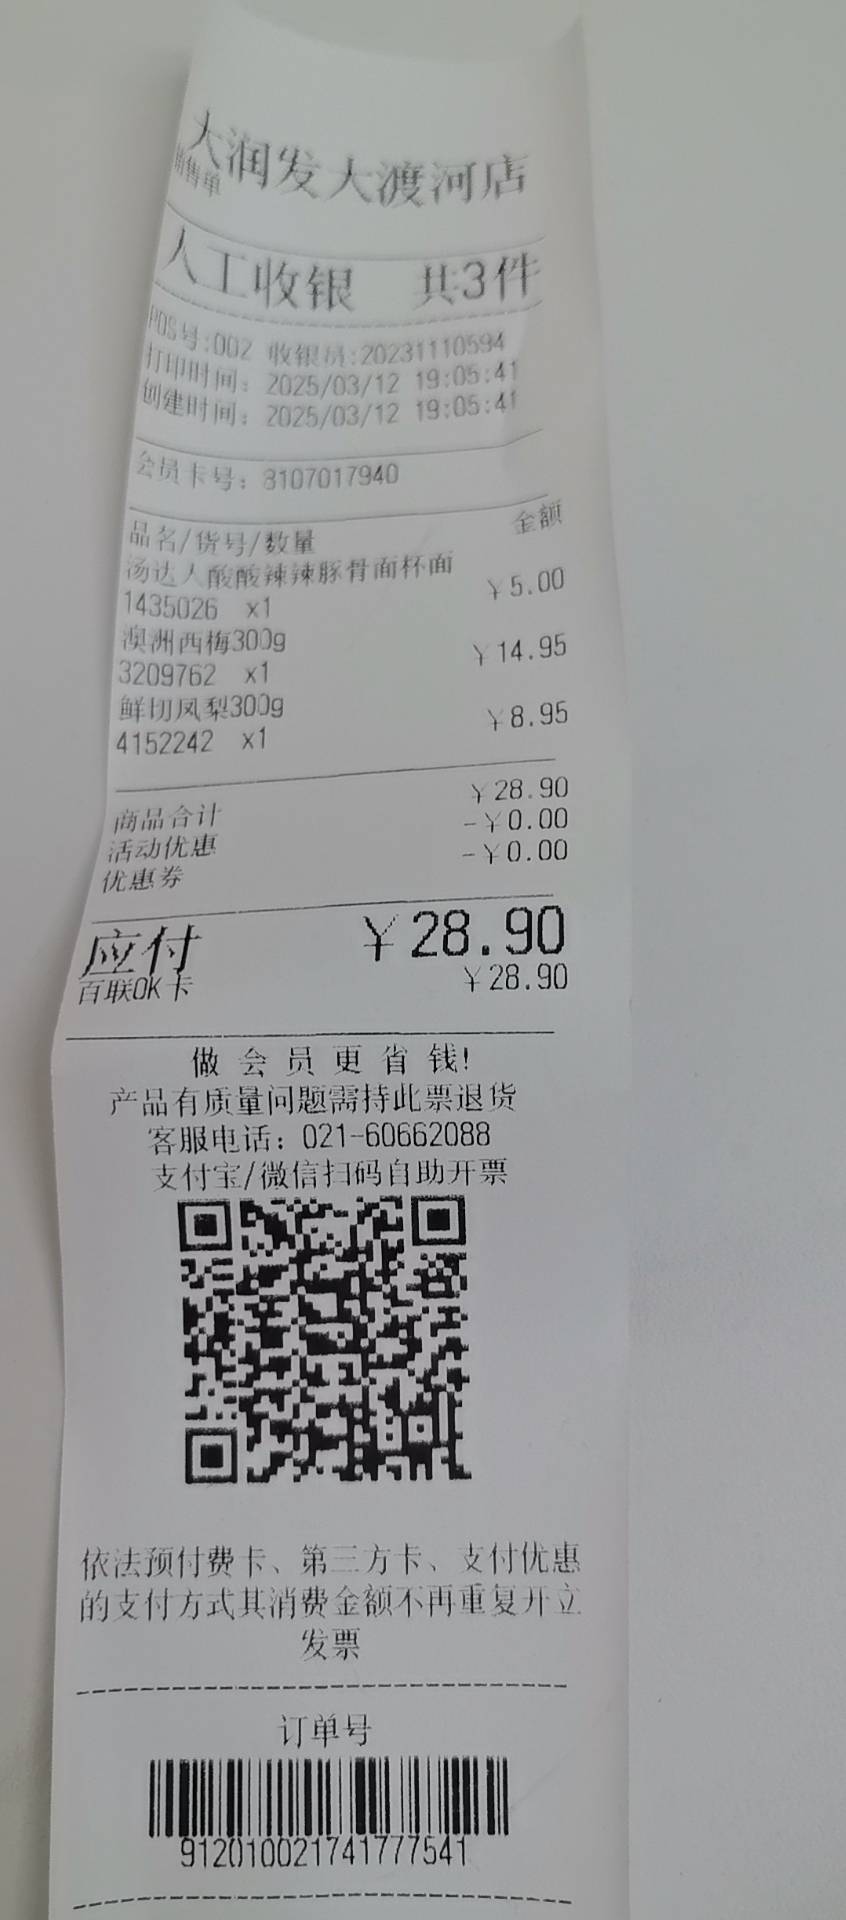 大润发大渡河店
销售单
人工收银 共3件
POS号:002 收银员:20231110594
打印时间: 2025/03/12 19:05:41
创建时间: 2025/03/12 19:05:41
会员卡号: 3107017940
品名/货号/数量 金额
汤达人酸酸辣辣豚骨面杯面
1435026 x1 ¥5.00
澳洲西梅300g
3209762 x1 ¥14.95
鲜切凤梨300g
4152242 x1 ¥8.95
商品合计 ¥28.90
活动优惠 -¥0.00
优惠券 -¥0.00
应付 ¥28.90
百联OK卡 ¥28.90
做会员更省钱!
产品有质量问题需持此票退货
客服电话: 021-60662088
支付宝/微信扫码自助开票
依法预付费卡、第三方卡、支付优惠
的支付方式其消费金额不再重复开立
发票
订单号
912010021741777541